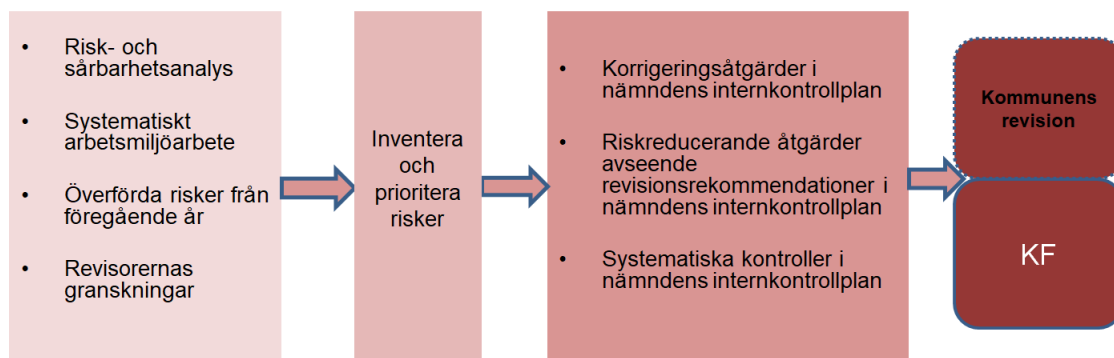 • Risk- och
sårbarhetsanalys
• Systematiskt
arbetsmiljöarbete
• Överförda risker från
föregående år
• Revisorernas
granskningar
Inventera
och
prioritera
risker
• Korrigeringsåtgärder i
nämndens internkontrollplan
• Riskreducerande åtgärder
avseende
revisionsrekommendationer i
nämndens internkontrollplan
• Systematiska kontroller i
nämndens internkontrollplan
Kommunens
revision
KF